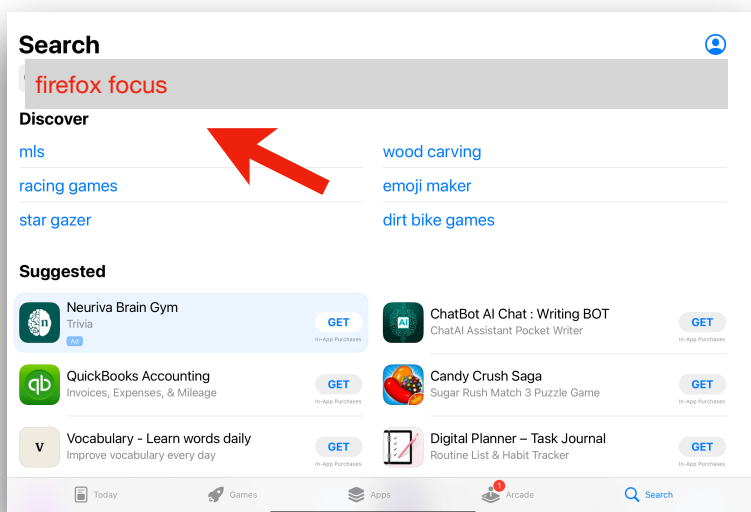 Search
firefox focus
Discover
mls
wood carving
racing games
emoji maker
star gazer
dirt bike games
Suggested
Neuriva Brain Gym
Trivia
Ad
GET
In-App Purchases
ChatBot AI Chat : Writing BOT
ChatAI Assistant Pocket Writer
GET
In-App Purchases
QuickBooks Accounting
Invoices, Expenses, & Mileage
GET
In-App Purchases
Candy Crush Saga
Sugar Rush Match 3 Puzzle Game
GET
In-App Purchases
Vocabulary - Learn words daily
Improve vocabulary every day
GET
In-App Purchases
Digital Planner – Task Journal
Routine List & Habit Tracker
GET
In-App Purchases
n
AI
qb
V
Today
Games
Apps
1
Arcade
Search